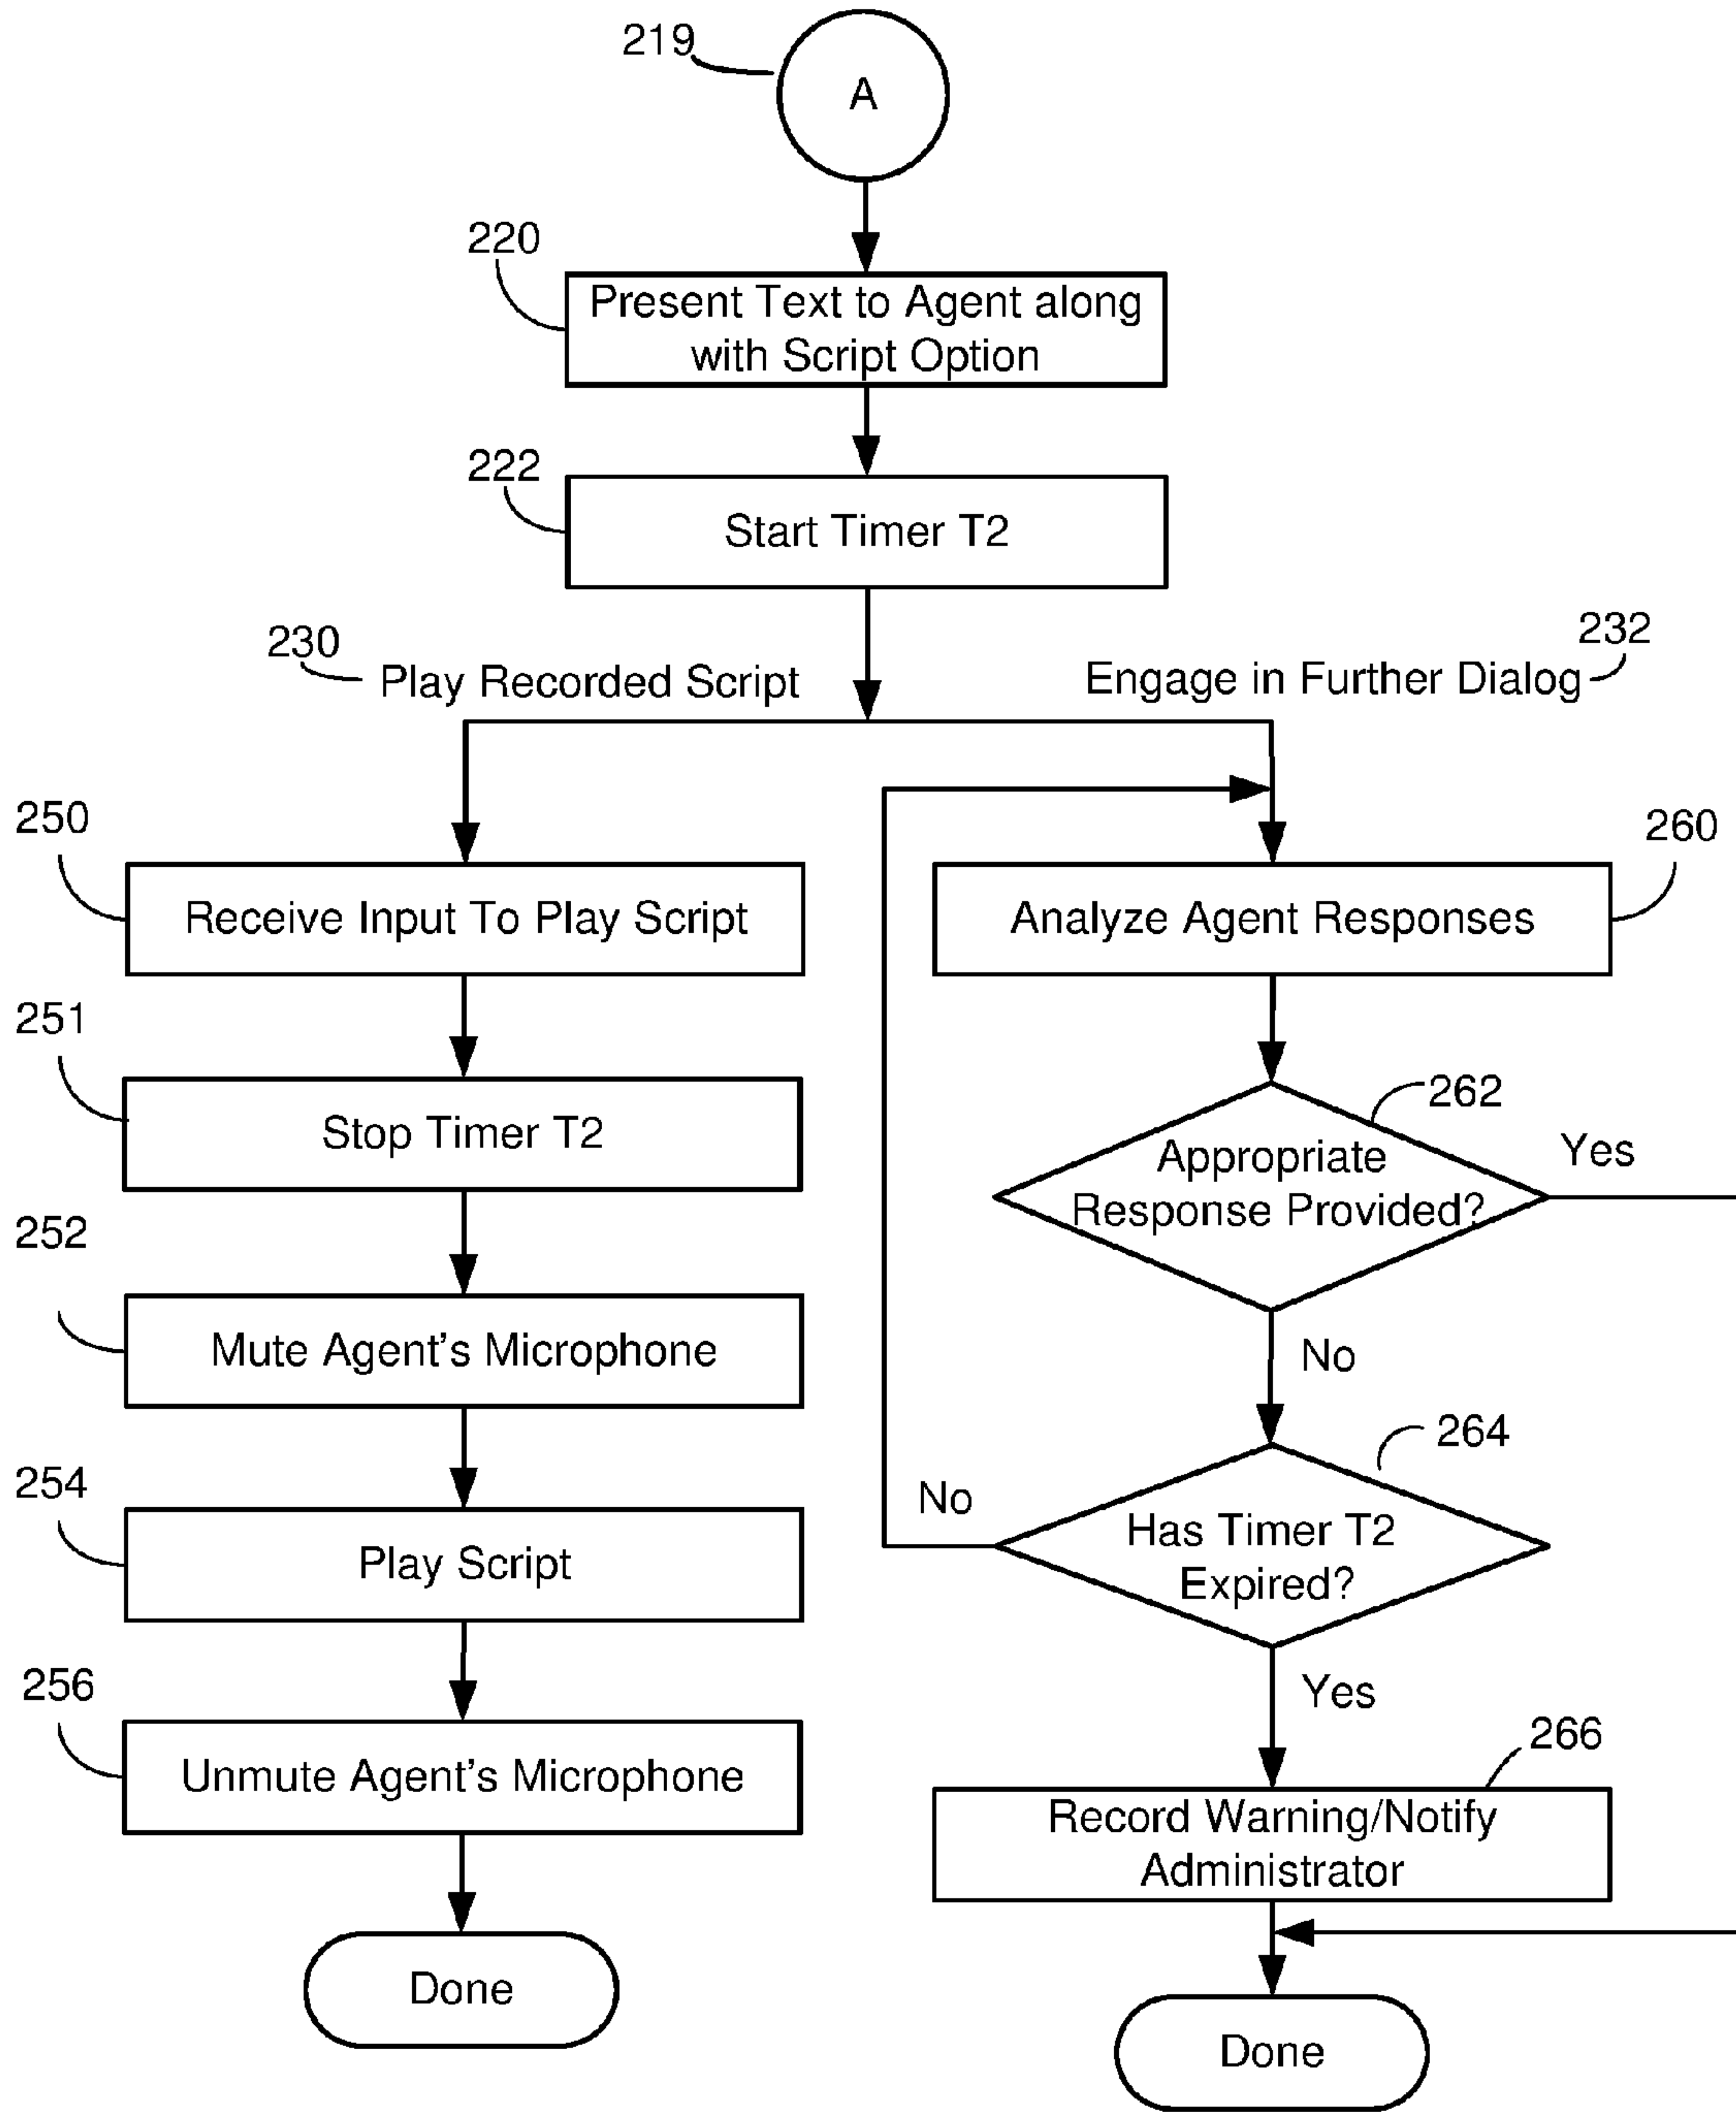 219
A
220
Present Text to Agent along
with Script Option
222
Start Timer T2
230
Play Recorded Script
232
Engage in Further Dialog
250
Receive Input To Play Script
251
Stop Timer T2
252
Mute Agent's Microphone
254
Play Script
256
Unmute Agent's Microphone
Done
260
Analyze Agent Responses
262
Appropriate
Response Provided?
Yes
No
264
Has Timer T2
Expired?
No
Yes
266
Record Warning/Notify
Administrator
Done